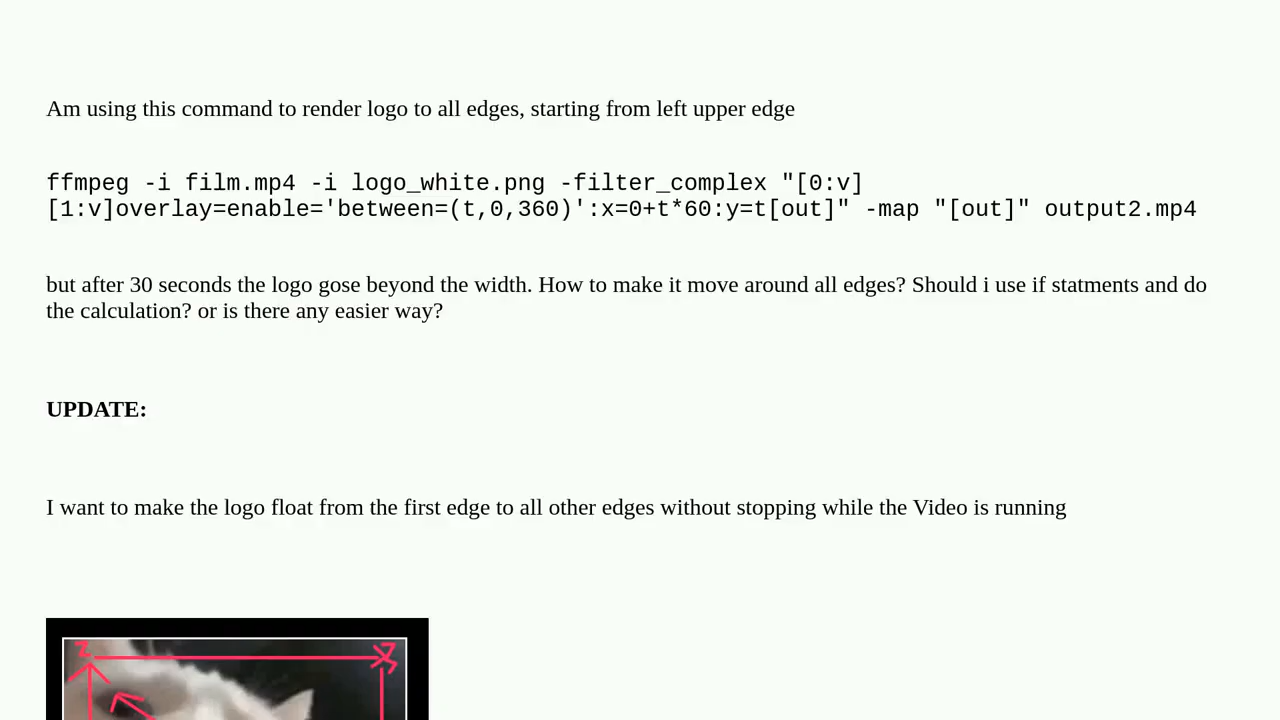 Am using this command to render logo to all edges, starting from left upper edge
ffmpeg -i film.mp4 -i logo_white.png -filter_complex "[0:v]
[1:v]overlay=enable='between=(t,0,360)':x=0+t*60:y=t[out]" -map "[out]" output2.mp4
but after 30 seconds the logo gose beyond the width. How to make it move around all edges? Should i use if statments and do
the calculation? or is there any easier way?
UPDATE:
I want to make the logo float from the first edge to all other edges without stopping while the Video is running
2